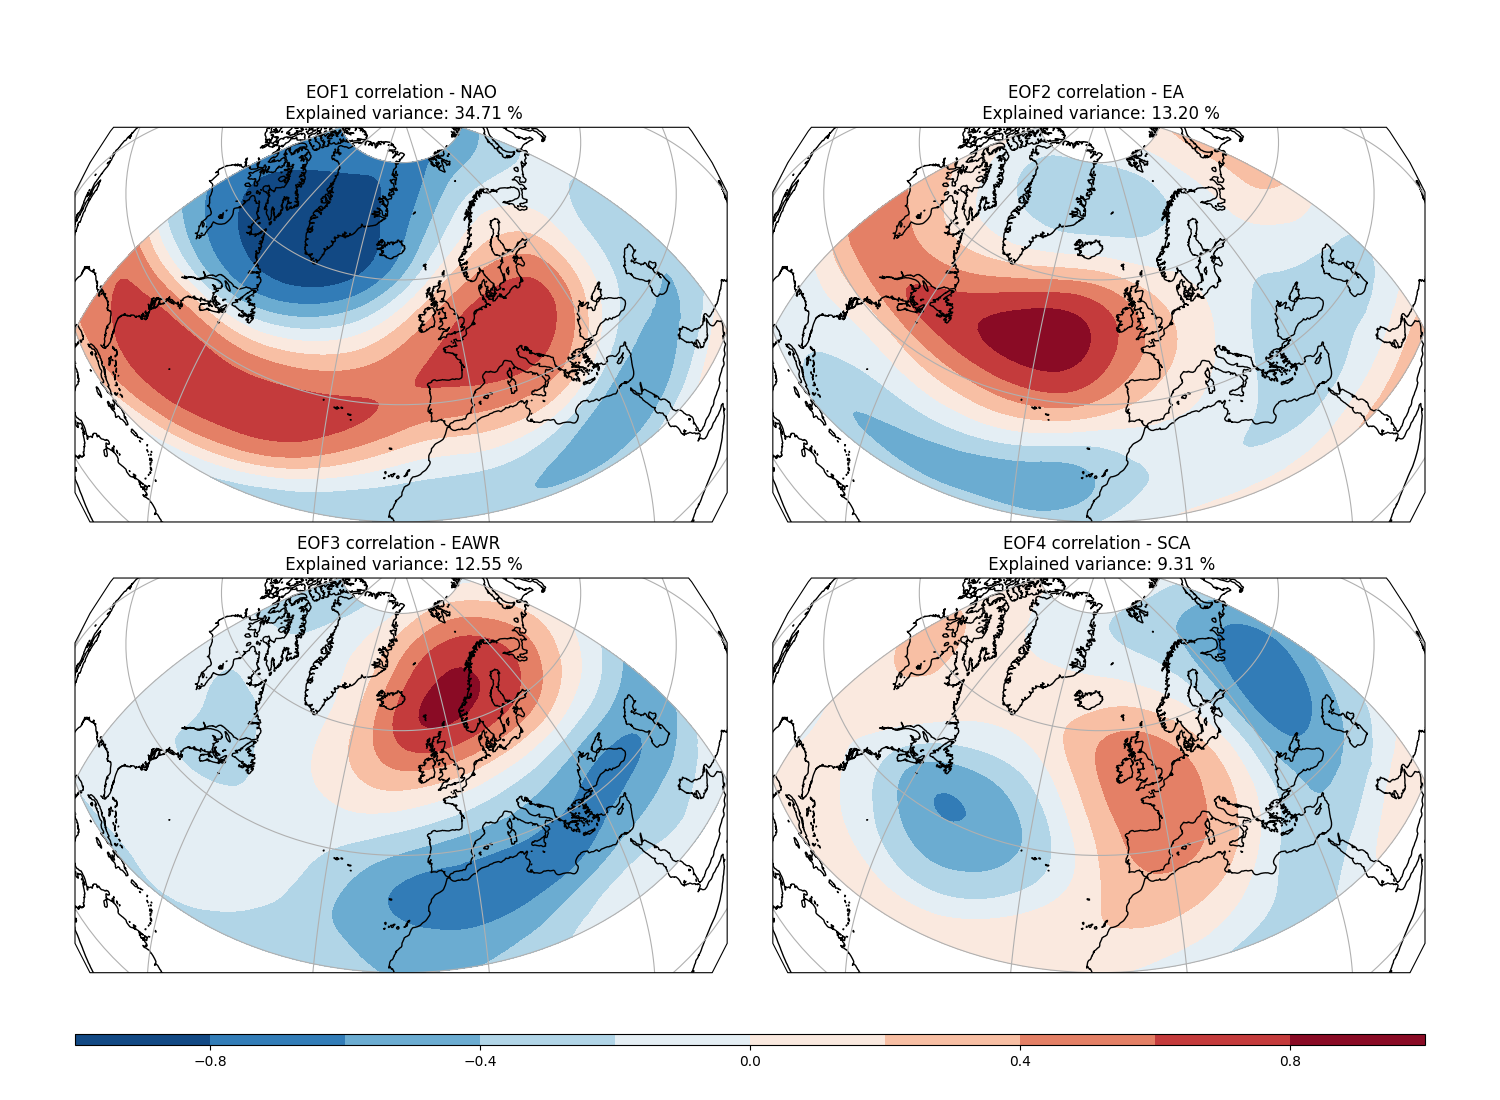 EOF1 correlation - NAO
Explained variance: 34.71 %
EOF2 correlation - EA
Explained variance: 13.20 %
EOF3 correlation - EAWR
Explained variance: 12.55 %
EOF4 correlation - SCA
Explained variance: 9.31 %
−0.8 −0.4 0.0 0.4 0.8